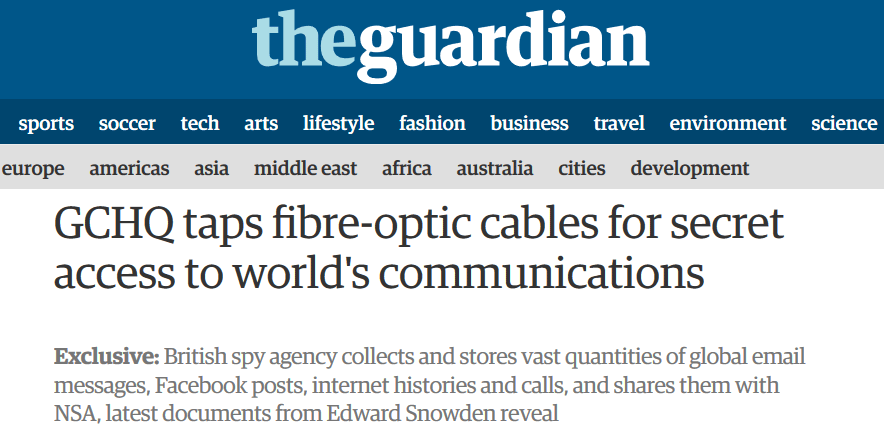 theguardian
sports soccer tech arts lifestyle fashion business travel environment science
europe americas asia middle east africa australia cities development
GCHQ taps fibre-optic cables for secret
access to world's communications
Exclusive: British spy agency collects and stores vast quantities of global email
messages, Facebook posts, internet histories and calls, and shares them with
NSA, latest documents from Edward Snowden reveal